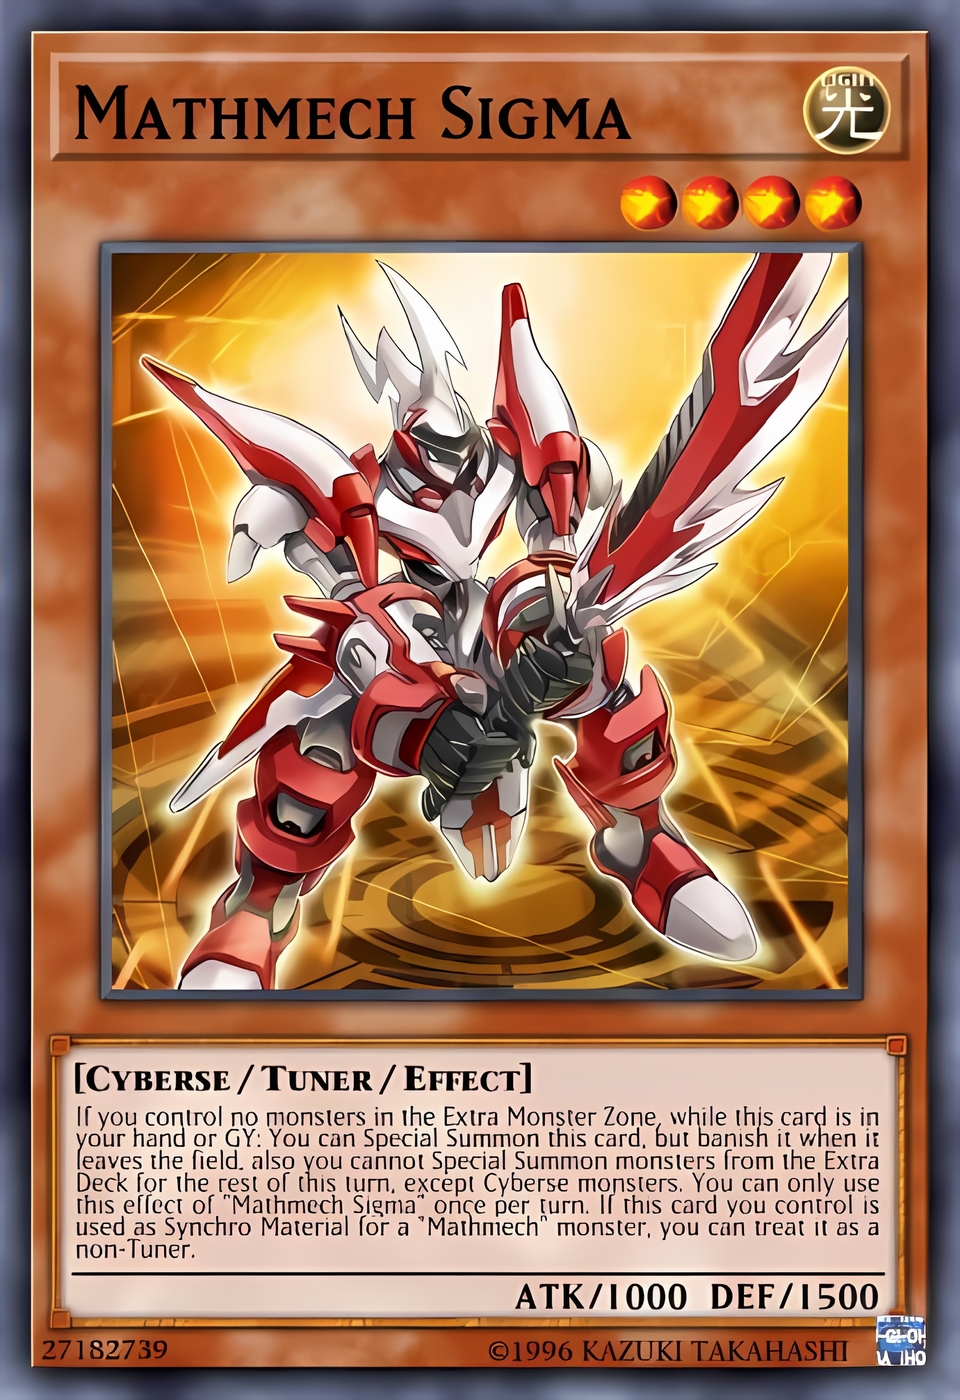 Mathmech Sigma
光
[Cyberse / Tuner / Effect]
If you control no monsters in the Extra Monster Zone, while this card is in
your hand or GY: You can Special Summon this card, but banish it when it
leaves the field, also you cannot Special Summon monsters from the Extra
Deck for the rest of this turn, except Cyberse monsters. You can only use
this effect of "Mathmech Sigma" once per turn. If this card you control is
used as Synchro Material for a "Mathmech" monster, you can treat it as a
non-Tuner.
ATK/1000 DEF/1500
27182739 ©1996 KAZUKI TAKAHASHI